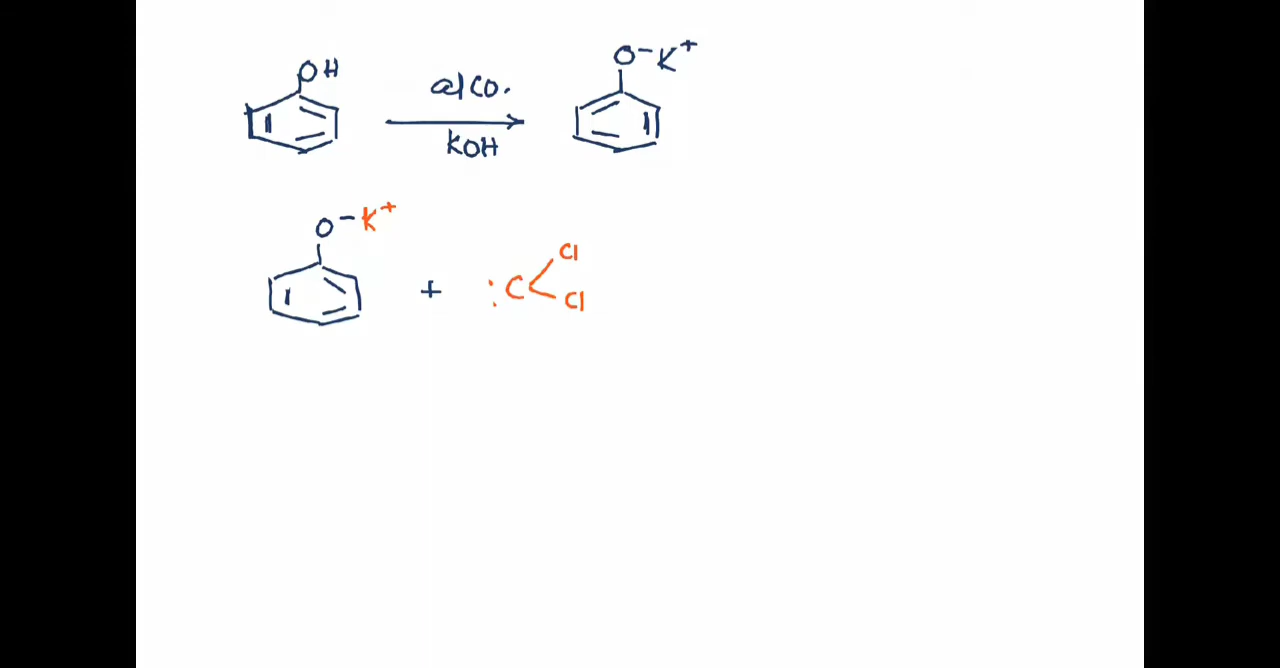 OH
alco.
KOH
O⁻K⁺
O⁻K⁺
+ :C Cl
Cl